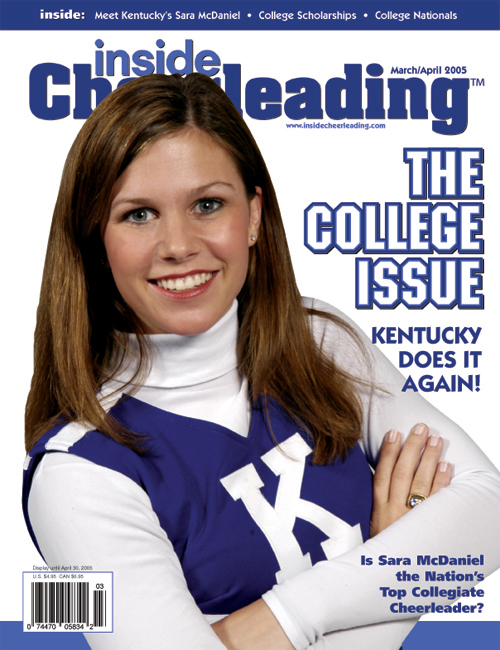 inside: Meet Kentucky's Sara McDaniel • College Scholarships • College Nationals
inside
Cheerleading™
March/April 2005
www.insidecheerleading.com
THE
COLLEGE
ISSUE
KENTUCKY
DOES IT
AGAIN!
K
Is Sara McDaniel
the Nation's
Top Collegiate
Cheerleader?
Display until April 30, 2005
U.S. $4.95 CAN $6.95
03
0 74470 05834 2